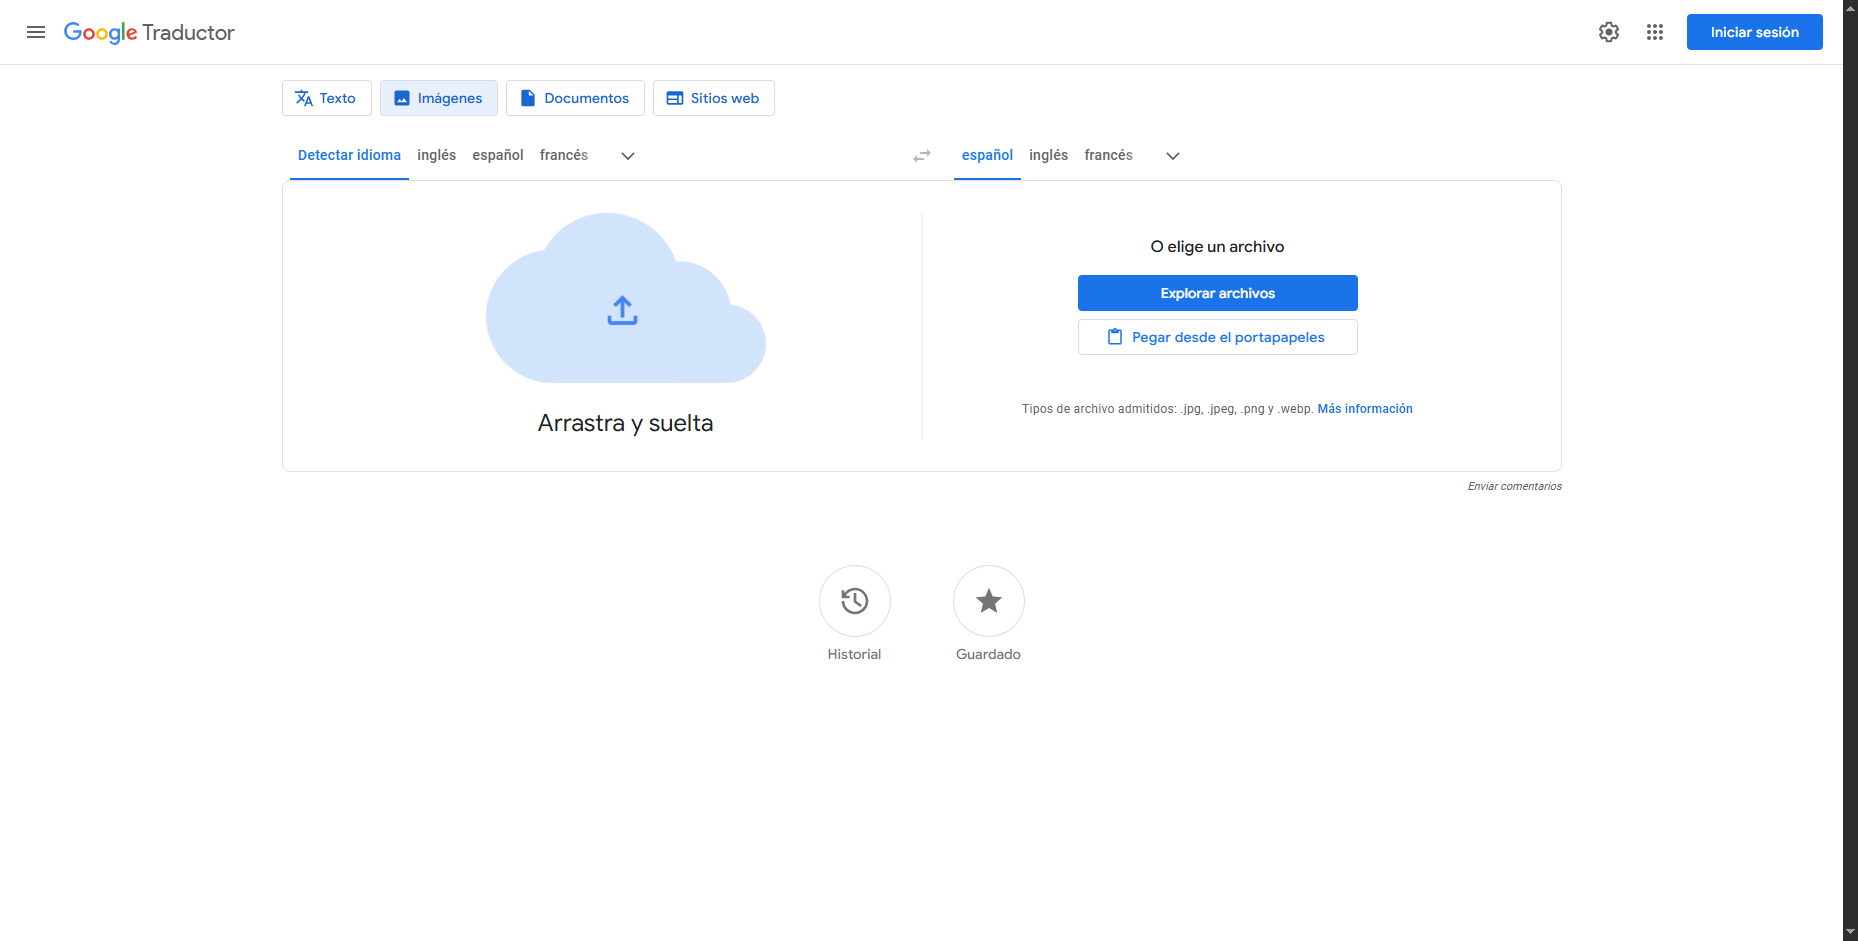 Google Traductor
Iniciar sesión
Texto
Imágenes
Documentos
Sitios web
Detectar idioma inglés español francés
español inglés francés
Arrastra y suelta
O elige un archivo
Explorar archivos
Pegar desde el portapapeles
Tipos de archivo admitidos: .jpg, .jpeg, .png y .webp. Más información
Enviar comentarios
Historial
Guardado